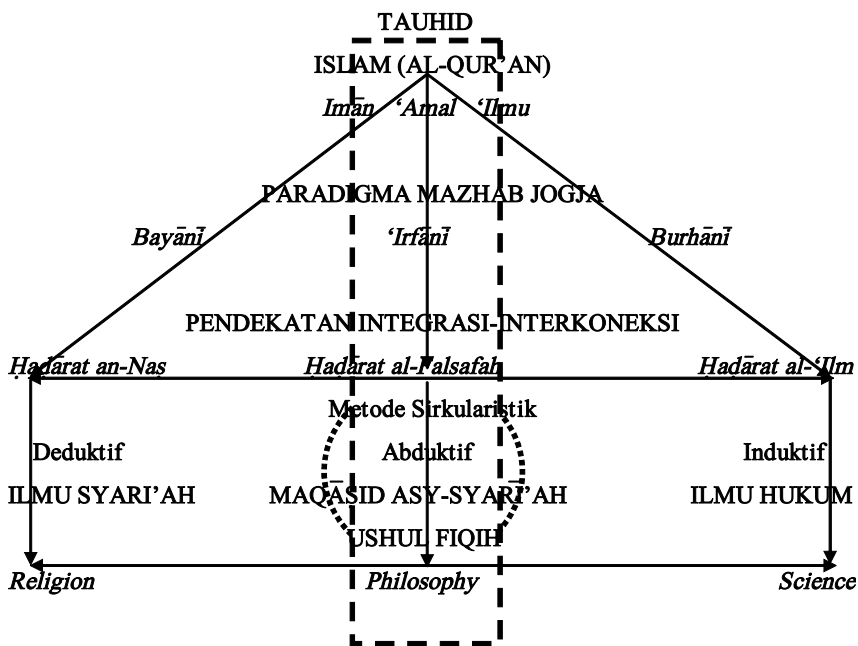 TAUHID
ISLAM (AL-QUR’AN)
Imān ‘Amal ‘Ilmu
PARADIGMA MAZHAB JOGJA
Bayānī ‘Irfānī Burhānī
PENDEKATAN INTEGRASI-INTERKONEKSI
Ḥaḍārat an-Naṣ Ḥaḍārat al-Falsafah Ḥaḍārat al-‘Ilm
Metode Sirkularistik
Deduktif Abduktif Induktif
ILMU SYARI’AH MAQĀṢID ASY-SYARĪ’AH ILMU HUKUM
USHUL FIQIH
Religion Philosophy Science